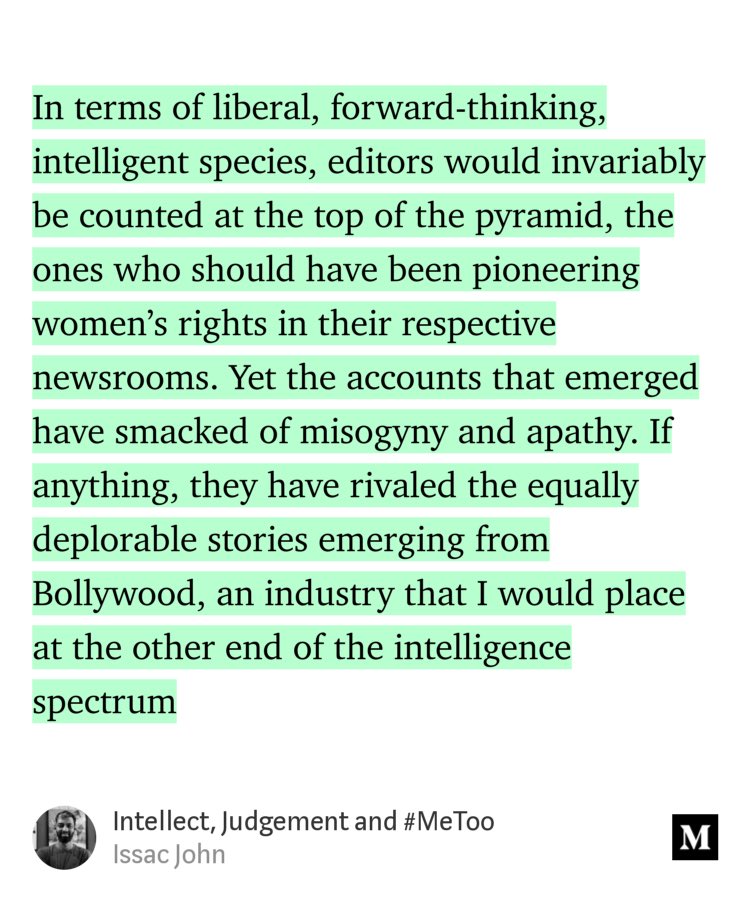 In terms of liberal, forward-thinking,
intelligent species, editors would invariably
be counted at the top of the pyramid, the
ones who should have been pioneering
women’s rights in their respective
newsrooms. Yet the accounts that emerged
have smacked of misogyny and apathy. If
anything, they have rivaled the equally
deplorable stories emerging from
Bollywood, an industry that I would place
at the other end of the intelligence
spectrum
Intellect, Judgement and #MeToo
Issac John
M